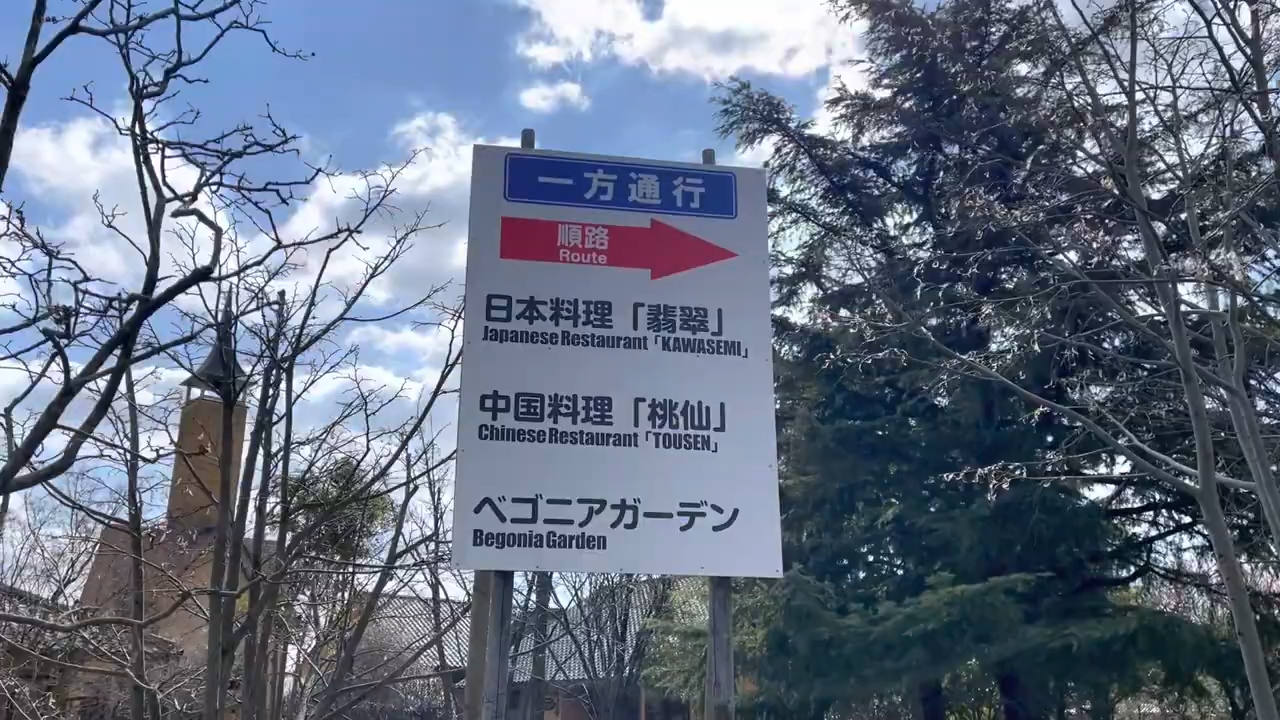 一方通行
順路
Route
日本料理「翡翠」
Japanese Restaurant「KAWASEMI」
中国料理「桃仙」
Chinese Restaurant「TOUSEN」
ベゴニアガーデン
Begonia Garden